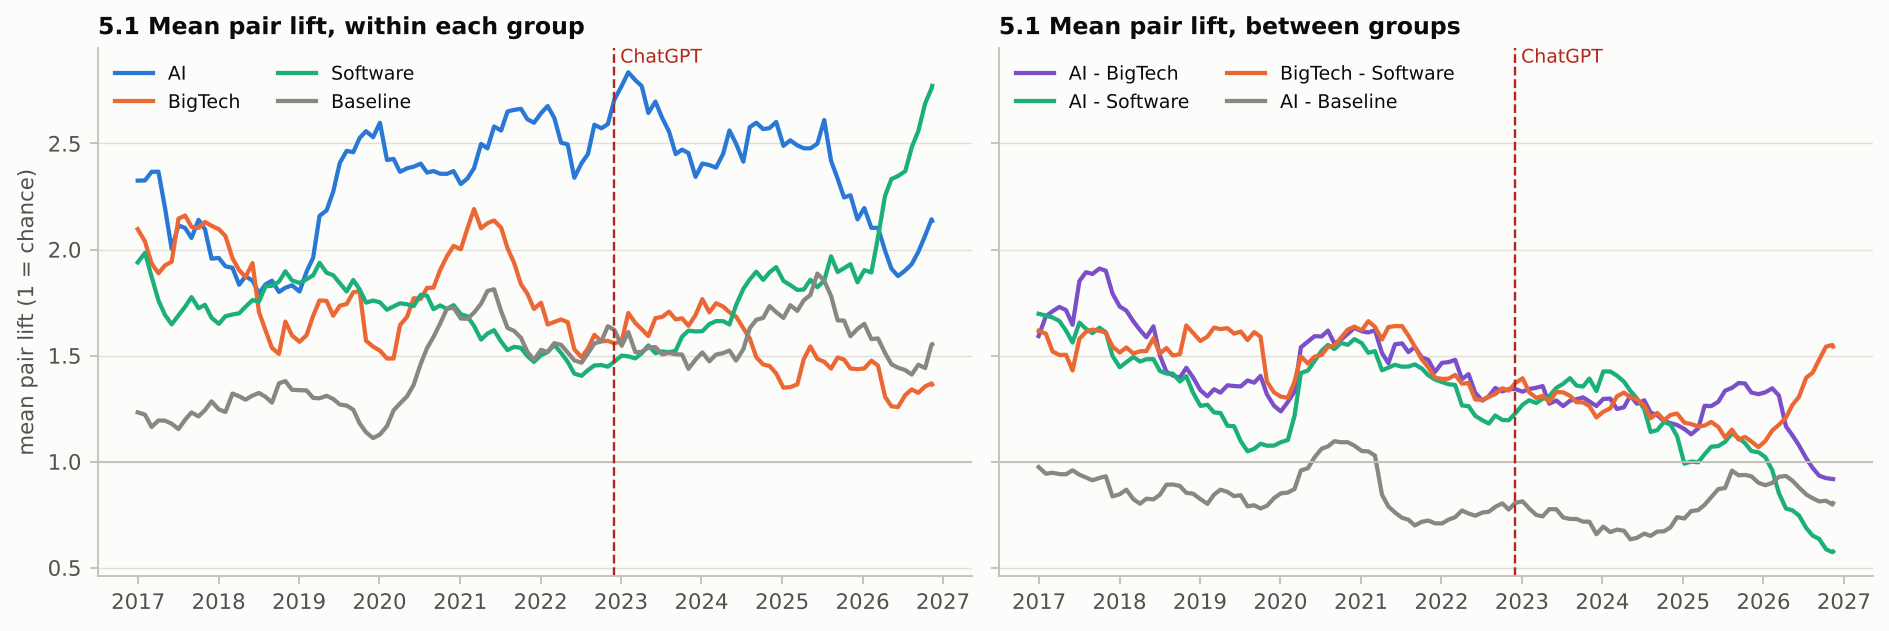 5.1 Mean pair lift, within each group
ChatGPT
AI
BigTech
Software
Baseline
mean pair lift (1 = chance)
2.5
2.0
1.5
1.0
0.5
2017 2018 2019 2020 2021 2022 2023 2024 2025 2026 2027
5.1 Mean pair lift, between groups
ChatGPT
AI - BigTech
AI - Software
BigTech - Software
AI - Baseline
2017 2018 2019 2020 2021 2022 2023 2024 2025 2026 2027